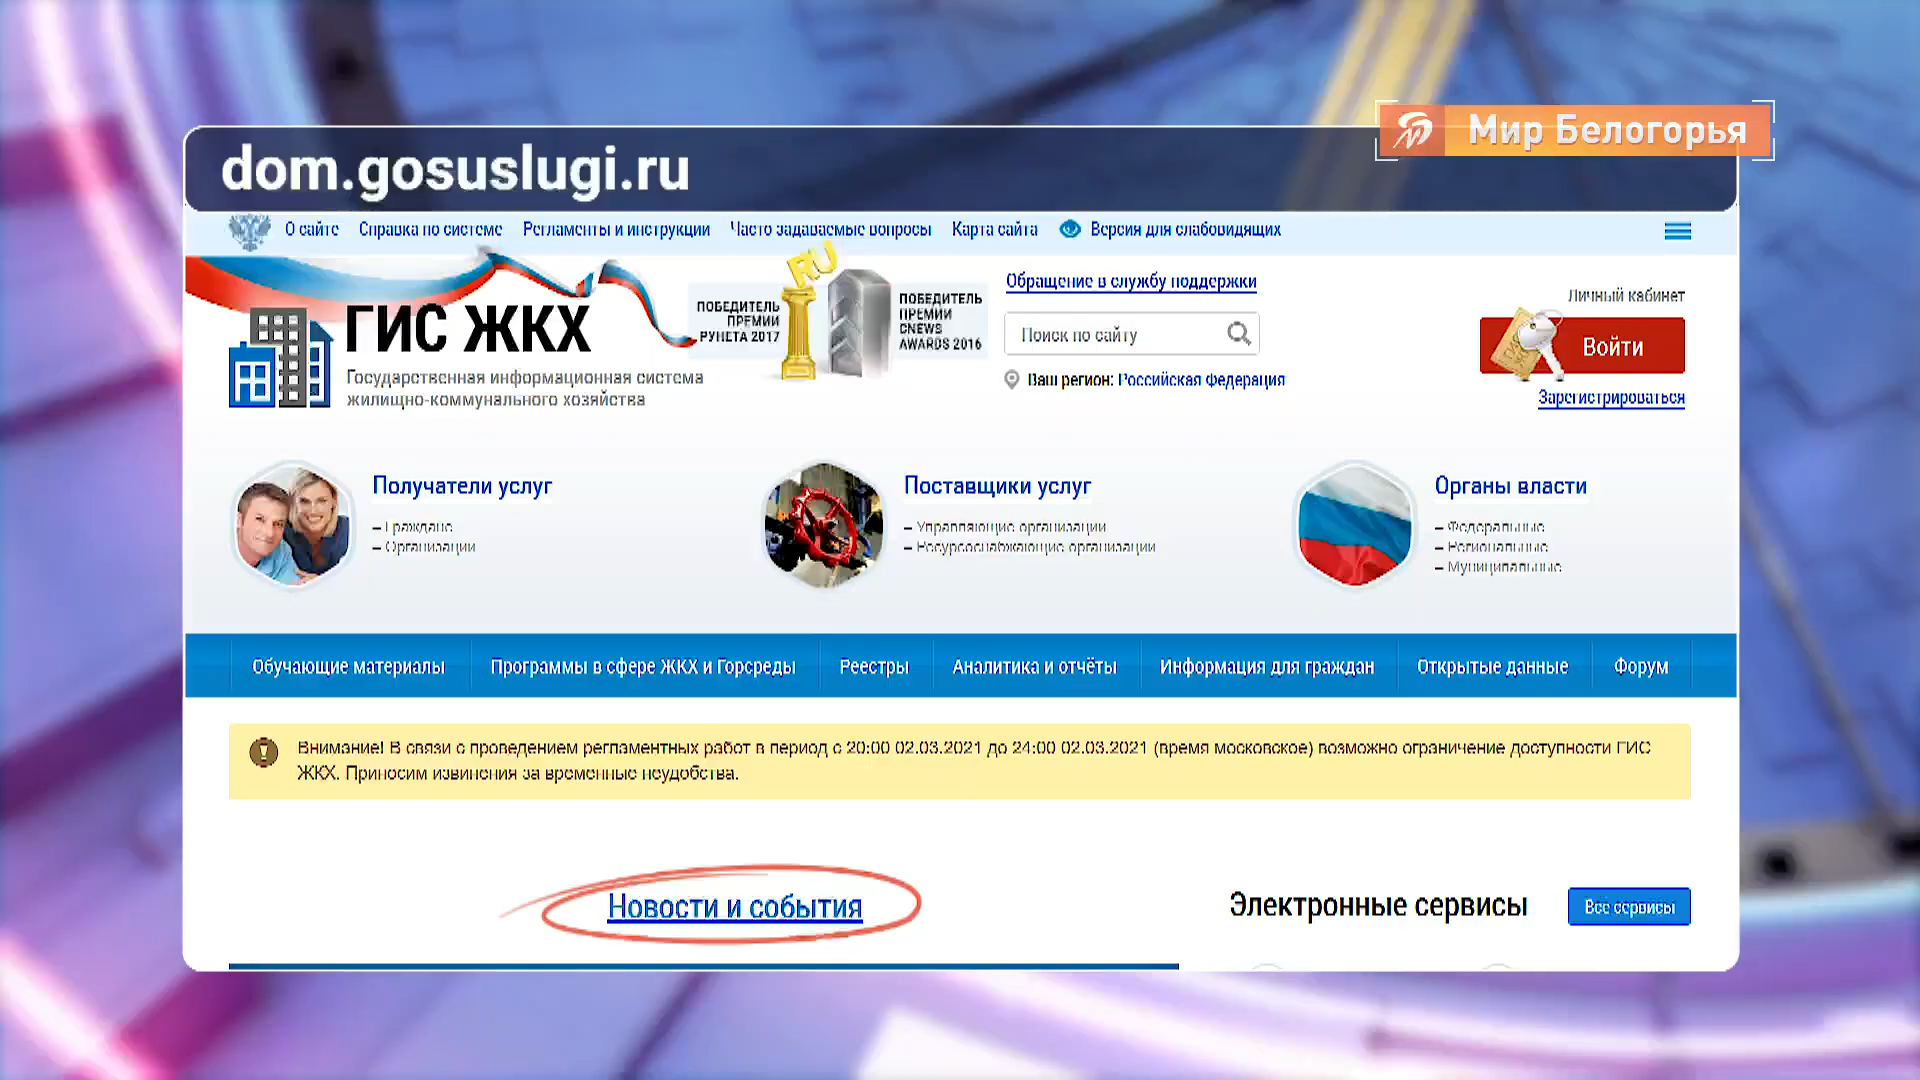 Мир Белогорья
dom.gosuslugi.ru
О сайте Справка по системе Регламенты и инструкции Часто задаваемые вопросы Карта сайта Версия для слабовидящих
ГИС ЖКХ
Государственная информационная система
жилищно-коммунального хозяйства
ПОБЕДИТЕЛЬ
ПРЕМИИ
РУНЕТА 2017
RU
ПОБЕДИТЕЛЬ
ПРЕМИИ
CNEWS
AWARDS 2016
Обращение в службу поддержки
Поиск по сайту
Ваш регион: Российская Федерация
Личный кабинет
Войти
Зарегистрироваться
Получатели услуг
– Граждане
– Организации
Поставщики услуг
– Управляющие организации
– Ресурсоснабжающие организации
Органы власти
– Федеральные
– Региональные
– Муниципальные
Обучающие материалы Программы в сфере ЖКХ и Горсреды Реестры Аналитика и отчёты Информация для граждан Открытые данные Форум
Внимание! В связи с проведением регламентных работ в период с 20:00 02.03.2021 до 24:00 02.03.2021 (время московское) возможно ограничение доступности ГИС
ЖКХ. Приносим извинения за временные неудобства.
Новости и события
Электронные сервисы
Все сервисы